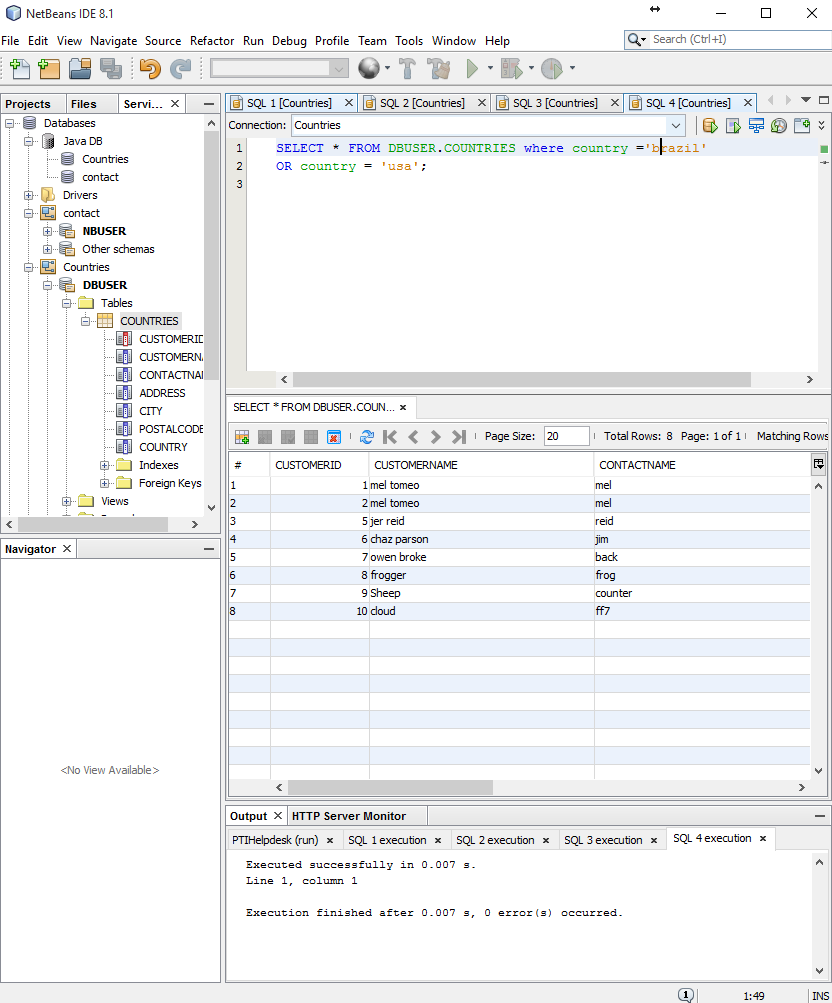 NetBeans IDE 8.1
File Edit View Navigate Source Refactor Run Debug Profile Team Tools Window Help
Search (Ctrl+I)
Projects Files Servi...
Databases
Java DB
Countries
contact
Drivers
contact
NBUSER
Other schemas
Countries
DBUSER
Tables
COUNTRIES
CUSTOMERID
CUSTOMERNA
CONTACTNA
ADDRESS
CITY
POSTALCODE
COUNTRY
Indexes
Foreign Keys
Views
Navigator
<No View Available>
SQL 1 [Countries] SQL 2 [Countries] SQL 3 [Countries] SQL 4 [Countries]
Connection: Countries
1 SELECT * FROM DBUSER.COUNTRIES where country ='brazil'
2 OR country = 'usa';
3
SELECT * FROM DBUSER.COUN...
Page Size: 20 Total Rows: 8 Page: 1 of 1 Matching Rows
# CUSTOMERID CUSTOMERNAME CONTACTNAME
1 1 mel tomeo mel
2 2 mel tomeo mel
3 5 jer reid reid
4 6 chaz parson jim
5 7 owen broke back
6 8 frogger frog
7 9 Sheep counter
8 10 cloud ff7
Output HTTP Server Monitor
PTIHelpdesk (run) SQL 1 execution SQL 2 execution SQL 3 execution SQL 4 execution
Executed successfully in 0.007 s.
Line 1, column 1
Execution finished after 0.007 s, 0 error(s) occurred.
1 1:49 INS